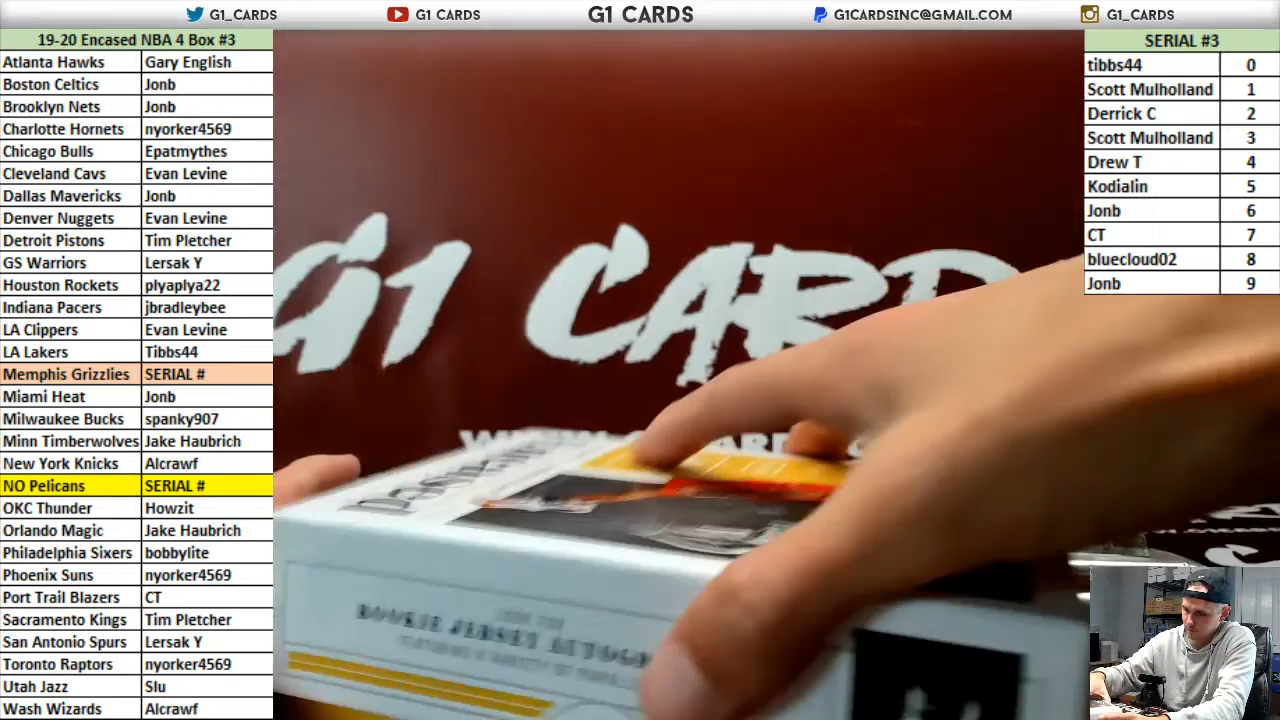 G1_CARDS G1 CARDS G1 CARDS G1CARDSINC@GMAIL.COM G1_CARDS
19-20 Encased NBA 4 Box #3
Atlanta Hawks Gary English
Boston Celtics Jonb
Brooklyn Nets Jonb
Charlotte Hornets nyorker4569
Chicago Bulls Epatmythes
Cleveland Cavs Evan Levine
Dallas Mavericks Jonb
Denver Nuggets Evan Levine
Detroit Pistons Tim Pletcher
GS Warriors Lersak Y
Houston Rockets plyaplya22
Indiana Pacers jbradleybee
LA Clippers Evan Levine
LA Lakers Tibbs44
Memphis Grizzlies SERIAL #
Miami Heat Jonb
Milwaukee Bucks spanky907
Minn Timberwolves Jake Haubrich
New York Knicks Alcrawf
NO Pelicans SERIAL #
OKC Thunder Howzit
Orlando Magic Jake Haubrich
Philadelphia Sixers bobbylite
Phoenix Suns nyorker4569
Port Trail Blazers CT
Sacramento Kings Tim Pletcher
San Antonio Spurs Lersak Y
Toronto Raptors nyorker4569
Utah Jazz Slu
Wash Wizards Alcrawf
SERIAL #3
tibbs44 0
Scott Mulholland 1
Derrick C 2
Scott Mulholland 3
Drew T 4
Kodialin 5
Jonb 6
CT 7
bluecloud02 8
Jonb 9
G1 CARD
ROOKIE JERSEY AUTOG